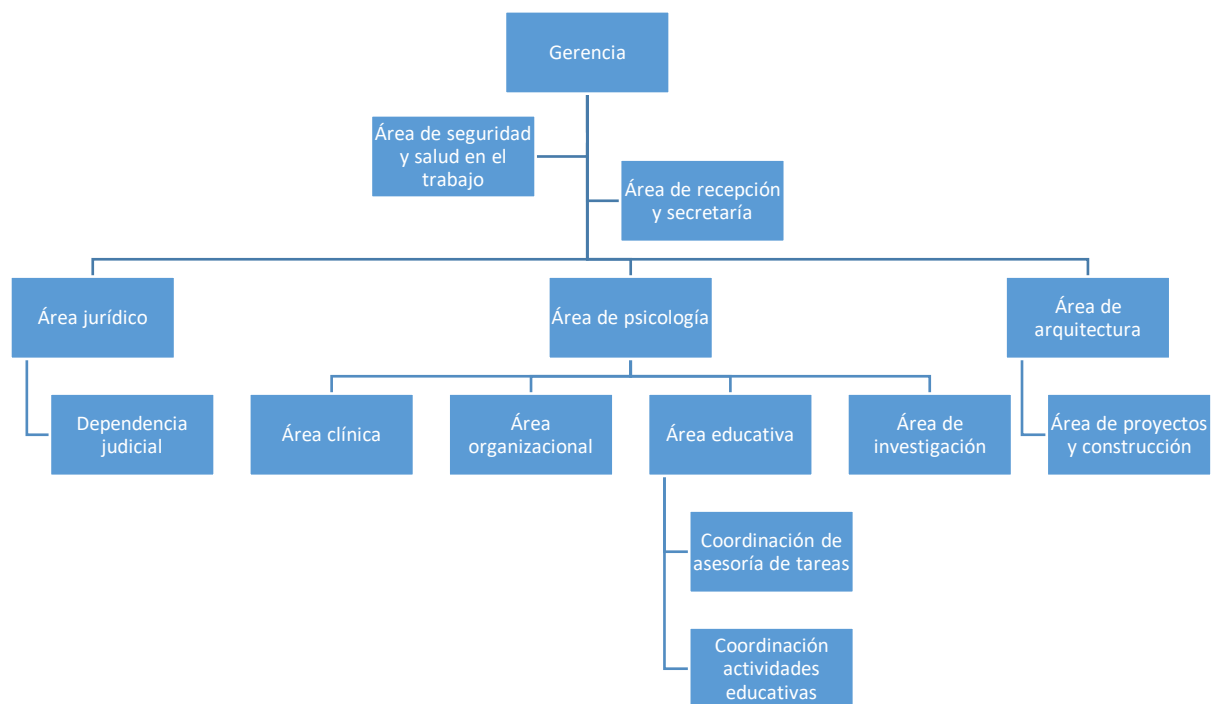 Gerencia
Área de seguridad
y salud en el
trabajo
Área de recepción
y secretaría
Área jurídico
Área de psicología
Área de
arquitectura
Dependencia
judicial
Área clínica
Área
organizacional
Área educativa
Área de
investigación
Área de proyectos
y construcción
Coordinación de
asesoría de tareas
Coordinación
actividades
educativas